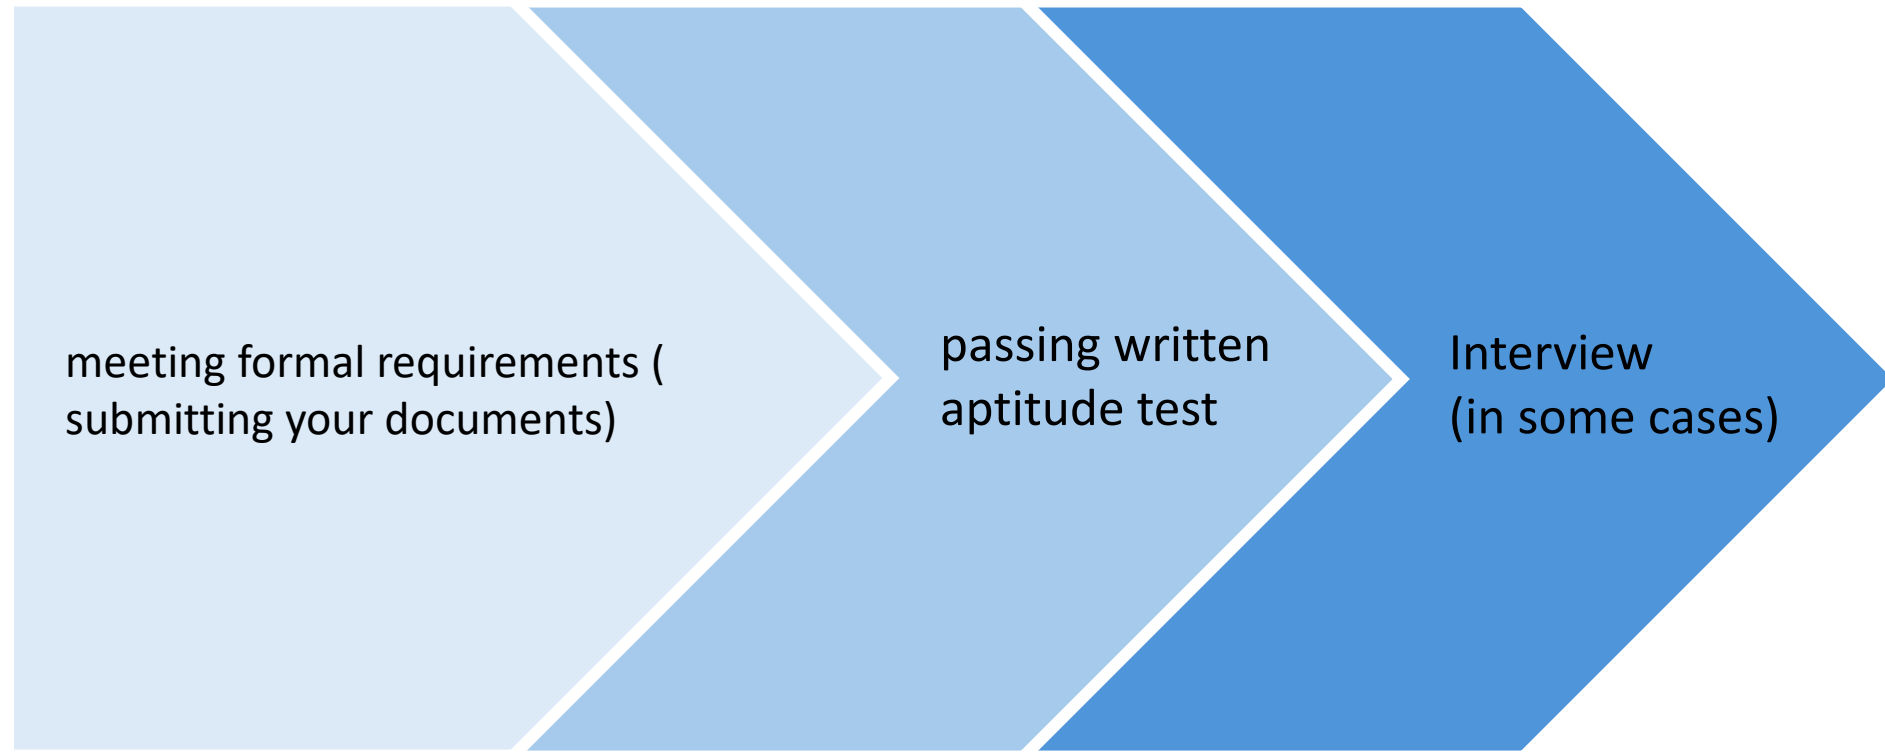 meeting formal requirements (
submitting your documents)
passing written
aptitude test
Interview
(in some cases)